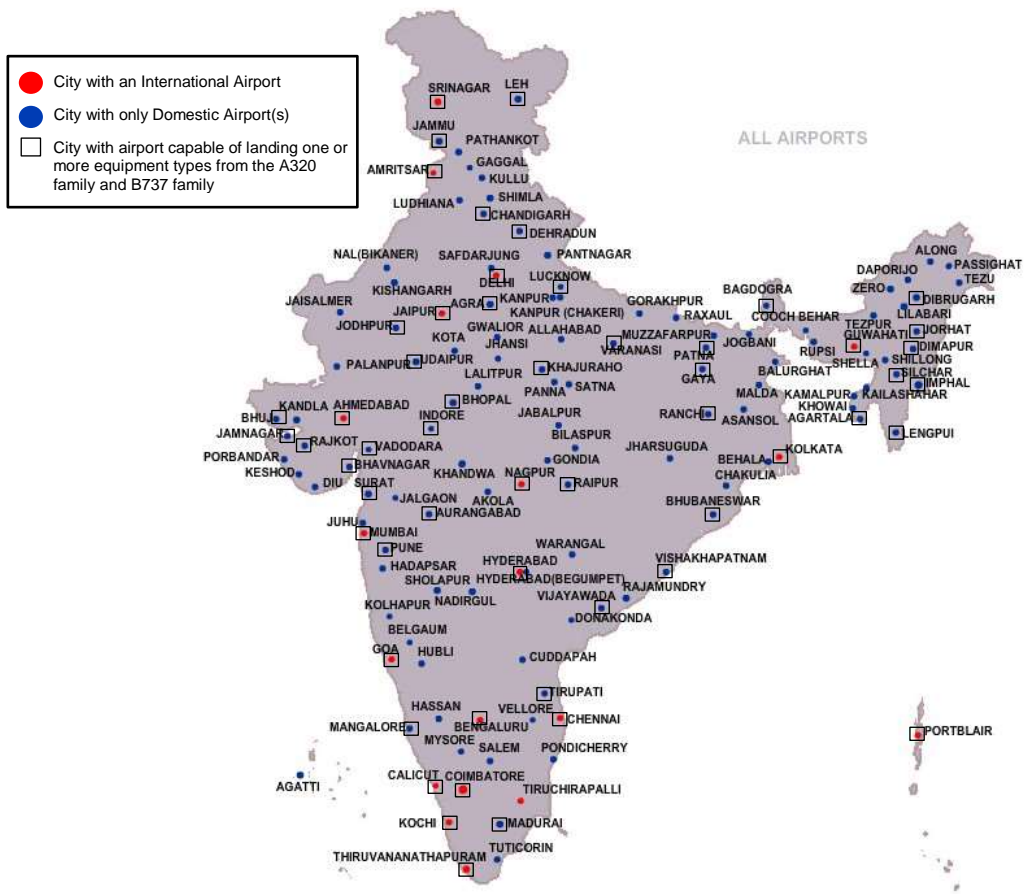 City with an International Airport
City with only Domestic Airport(s)
City with airport capable of landing one or
more equipment types from the A320
family and B737 family
ALL AIRPORTS
SRINAGAR
LEH
JAMMU
PATHANKOT
AMRITSAR
GAGGAL
KULLU
LUDHIANA
SHIMLA
CHANDIGARH
DEHRADUN
NAL(BIKANER)
SAFDARJUNG
PANTNAGAR
DELHI
LUCKNOW
KISHANGARH
JAISALMER
JAIPUR
AGRA
KANPUR
KANPUR (CHAKERI)
GORAKHPUR
RAXAUL
BAGDOGRA
COOCH BEHAR
ALONG
PASSIGHAT
DAPORIJO
TEZU
ZERO
DIBRUGARH
LILABARI
TEZPUR
JORHAT
GUWAHATI
DIMAPUR
JODHPUR
GWALIOR
ALLAHABAD
MUZZAFARPUR
JOGBANI
RUPSI
KOTA
JHANSI
VARANASI
PATNA
SHELLA
SHILLONG
PALANPUR
UDAIPUR
KHAJURAHO
GAYA
BALURGHAT
SILCHAR
LALITPUR
PANNA
SATNA
MALDA
KAMALPUR
KAILASHAHAR
IMPHAL
KANDLA
AHMEDABAD
BHOPAL
KHOWAI
BHUJ
INDORE
JABALPUR
RANCHI
ASANSOL
AGARTALA
JAMNAGAR
RAJKOT
VADODARA
BILASPUR
JHARSUGUDA
LENGPUI
PORBANDAR
BHAVNAGAR
KHANDWA
GONDIA
BEHALA
KOLKATA
KESHOD
DIU
SURAT
NAGPUR
RAIPUR
CHAKULIA
JALGAON
AKOLA
BHUBANESWAR
AURANGABAD
JUHU
MUMBAI
PUNE
WARANGAL
VISHAKHAPATNAM
HADAPSAR
HYDERABAD
SHOLAPUR
HYDERABAD(BEGUMPET)
RAJAMUNDRY
NADIRGUL
VIJAYAWADA
KOLHAPUR
DONAKONDA
BELGAUM
GOA
HUBLI
CUDDAPAH
TIRUPATI
HASSAN
VELLORE
CHENNAI
MANGALORE
BENGALURU
PORTBLAIR
MYSORE
SALEM
PONDICHERRY
CALICUT
COIMBATORE
AGATTI
TIRUCHIRAPALLI
KOCHI
MADURAI
TUTICORIN
THIRUVANANATHAPURAM